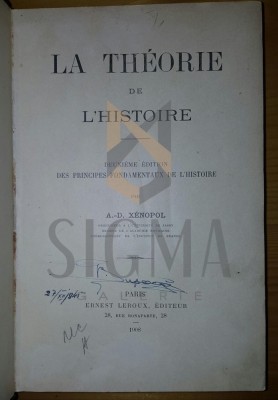 LA THÉORIE
DE
L'HISTOIRE
DEUXIÈME ÉDITION
DES PRINCIPES FONDAMENTAUX DE L'HISTOIRE
PAR
A.-D. XÉNOPOL
SIGMA
GALERIE
PARIS
ERNEST LEROUX, ÉDITEUR
28, RUE BONAPARTE, 28
1908